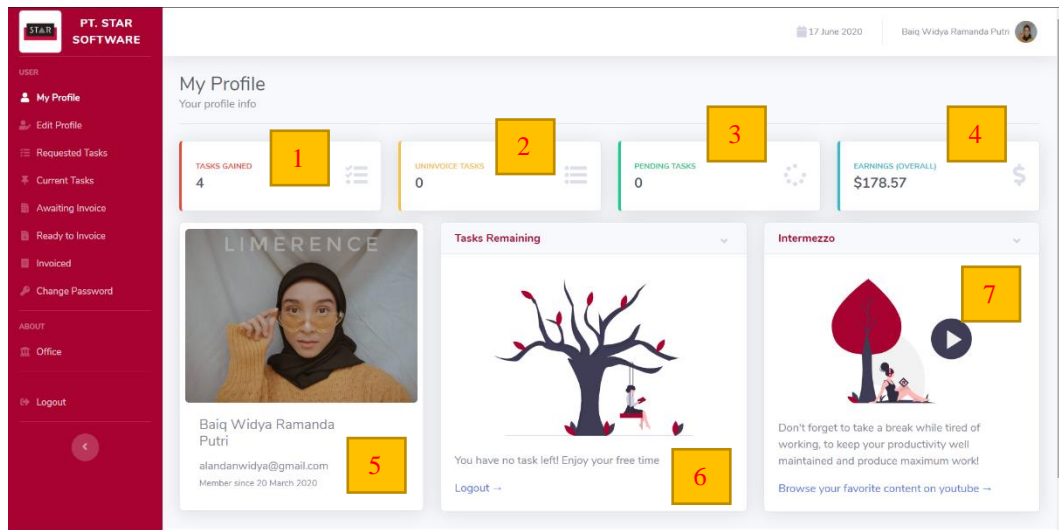 STAR
PT. STAR
SOFTWARE
17 June 2020
Baiq Widya Ramanda Putri
USER
My Profile
Edit Profile
Requested Tasks
Current Tasks
Awaiting Invoice
Ready to Invoice
Invoiced
Change Password
ABOUT
Office
Logout
My Profile
Your profile info
1
TASKS GAINED
4
2
UNINVOICE TASKS
0
3
PENDING TASKS
0
4
EARNINGS (OVERALL)
$178.57
LIMERENCE
Baiq Widya Ramanda
Putri
alandanwidya@gmail.com
Member since 20 March 2020
5
Tasks Remaining
You have no task left! Enjoy your free time
Logout →
6
Intermezzo
7
Don't forget to take a break while tired of
working, to keep your productivity well
maintained and produce maximum work!
Browse your favorite content on youtube →